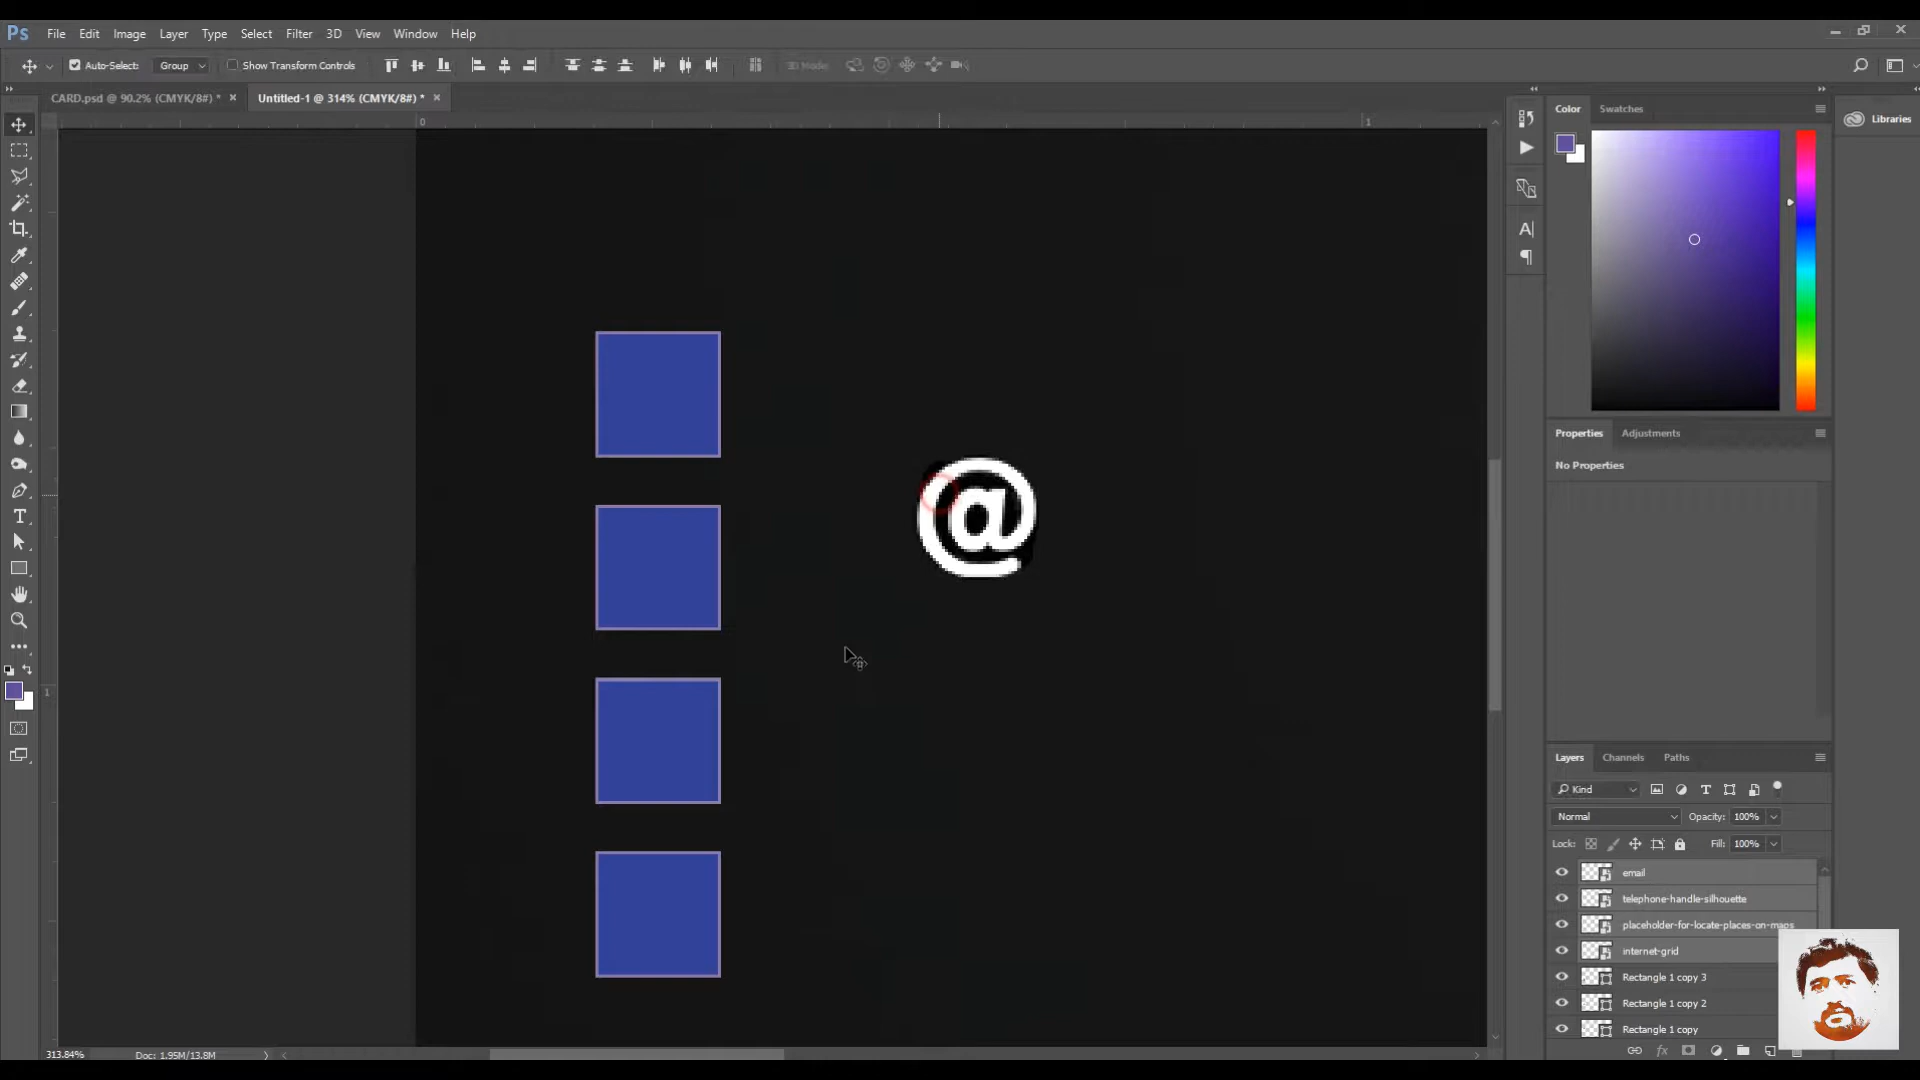 Ps File Edit Image Layer Type Select Filter 3D View Window Help
Auto-Select: Group Show Transform Controls
CARD.psd @ 90.2% (CMYK/8#) * × Untitled-1 @ 314% (CMYK/8#) * ×
0 1
1
@
Color Swatches
Libraries
Properties Adjustments
No Properties
Layers Channels Paths
Kind
Normal Opacity: 100%
Lock: Fill: 100%
email
telephone-handle-silhouette
placeholder-for-locate-places-on-maps
internet-grid
Rectangle 1 copy 3
Rectangle 1 copy 2
Rectangle 1 copy
313.84% Doc: 1.95M/13.8M